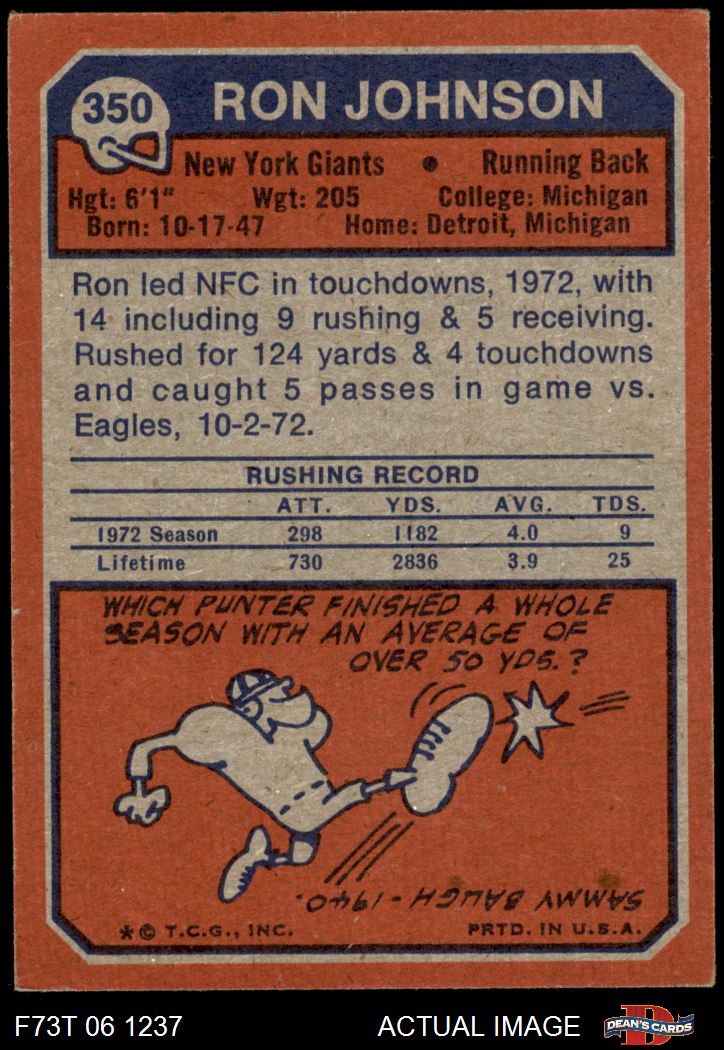 350
RON JOHNSON
New York Giants • Running Back
Hgt: 6'1" Wgt: 205 College: Michigan
Born: 10-17-47 Home: Detroit, Michigan
Ron led NFC in touchdowns, 1972, with
14 including 9 rushing & 5 receiving.
Rushed for 124 yards & 4 touchdowns
and caught 5 passes in game vs.
Eagles, 10-2-72.
RUSHING RECORD
ATT. YDS. AVG. TDS.
1972 Season 298 1182 4.0 9
Lifetime 730 2836 3.9 25
WHICH PUNTER FINISHED A WHOLE
SEASON WITH AN AVERAGE OF
OVER 50 YDS.?
SAMMY BAUGH - 1940.
* © T.C.G., INC. PRTD. IN U.S.A.
F73T 06 1237 ACTUAL IMAGE D DEAN'S CARDS